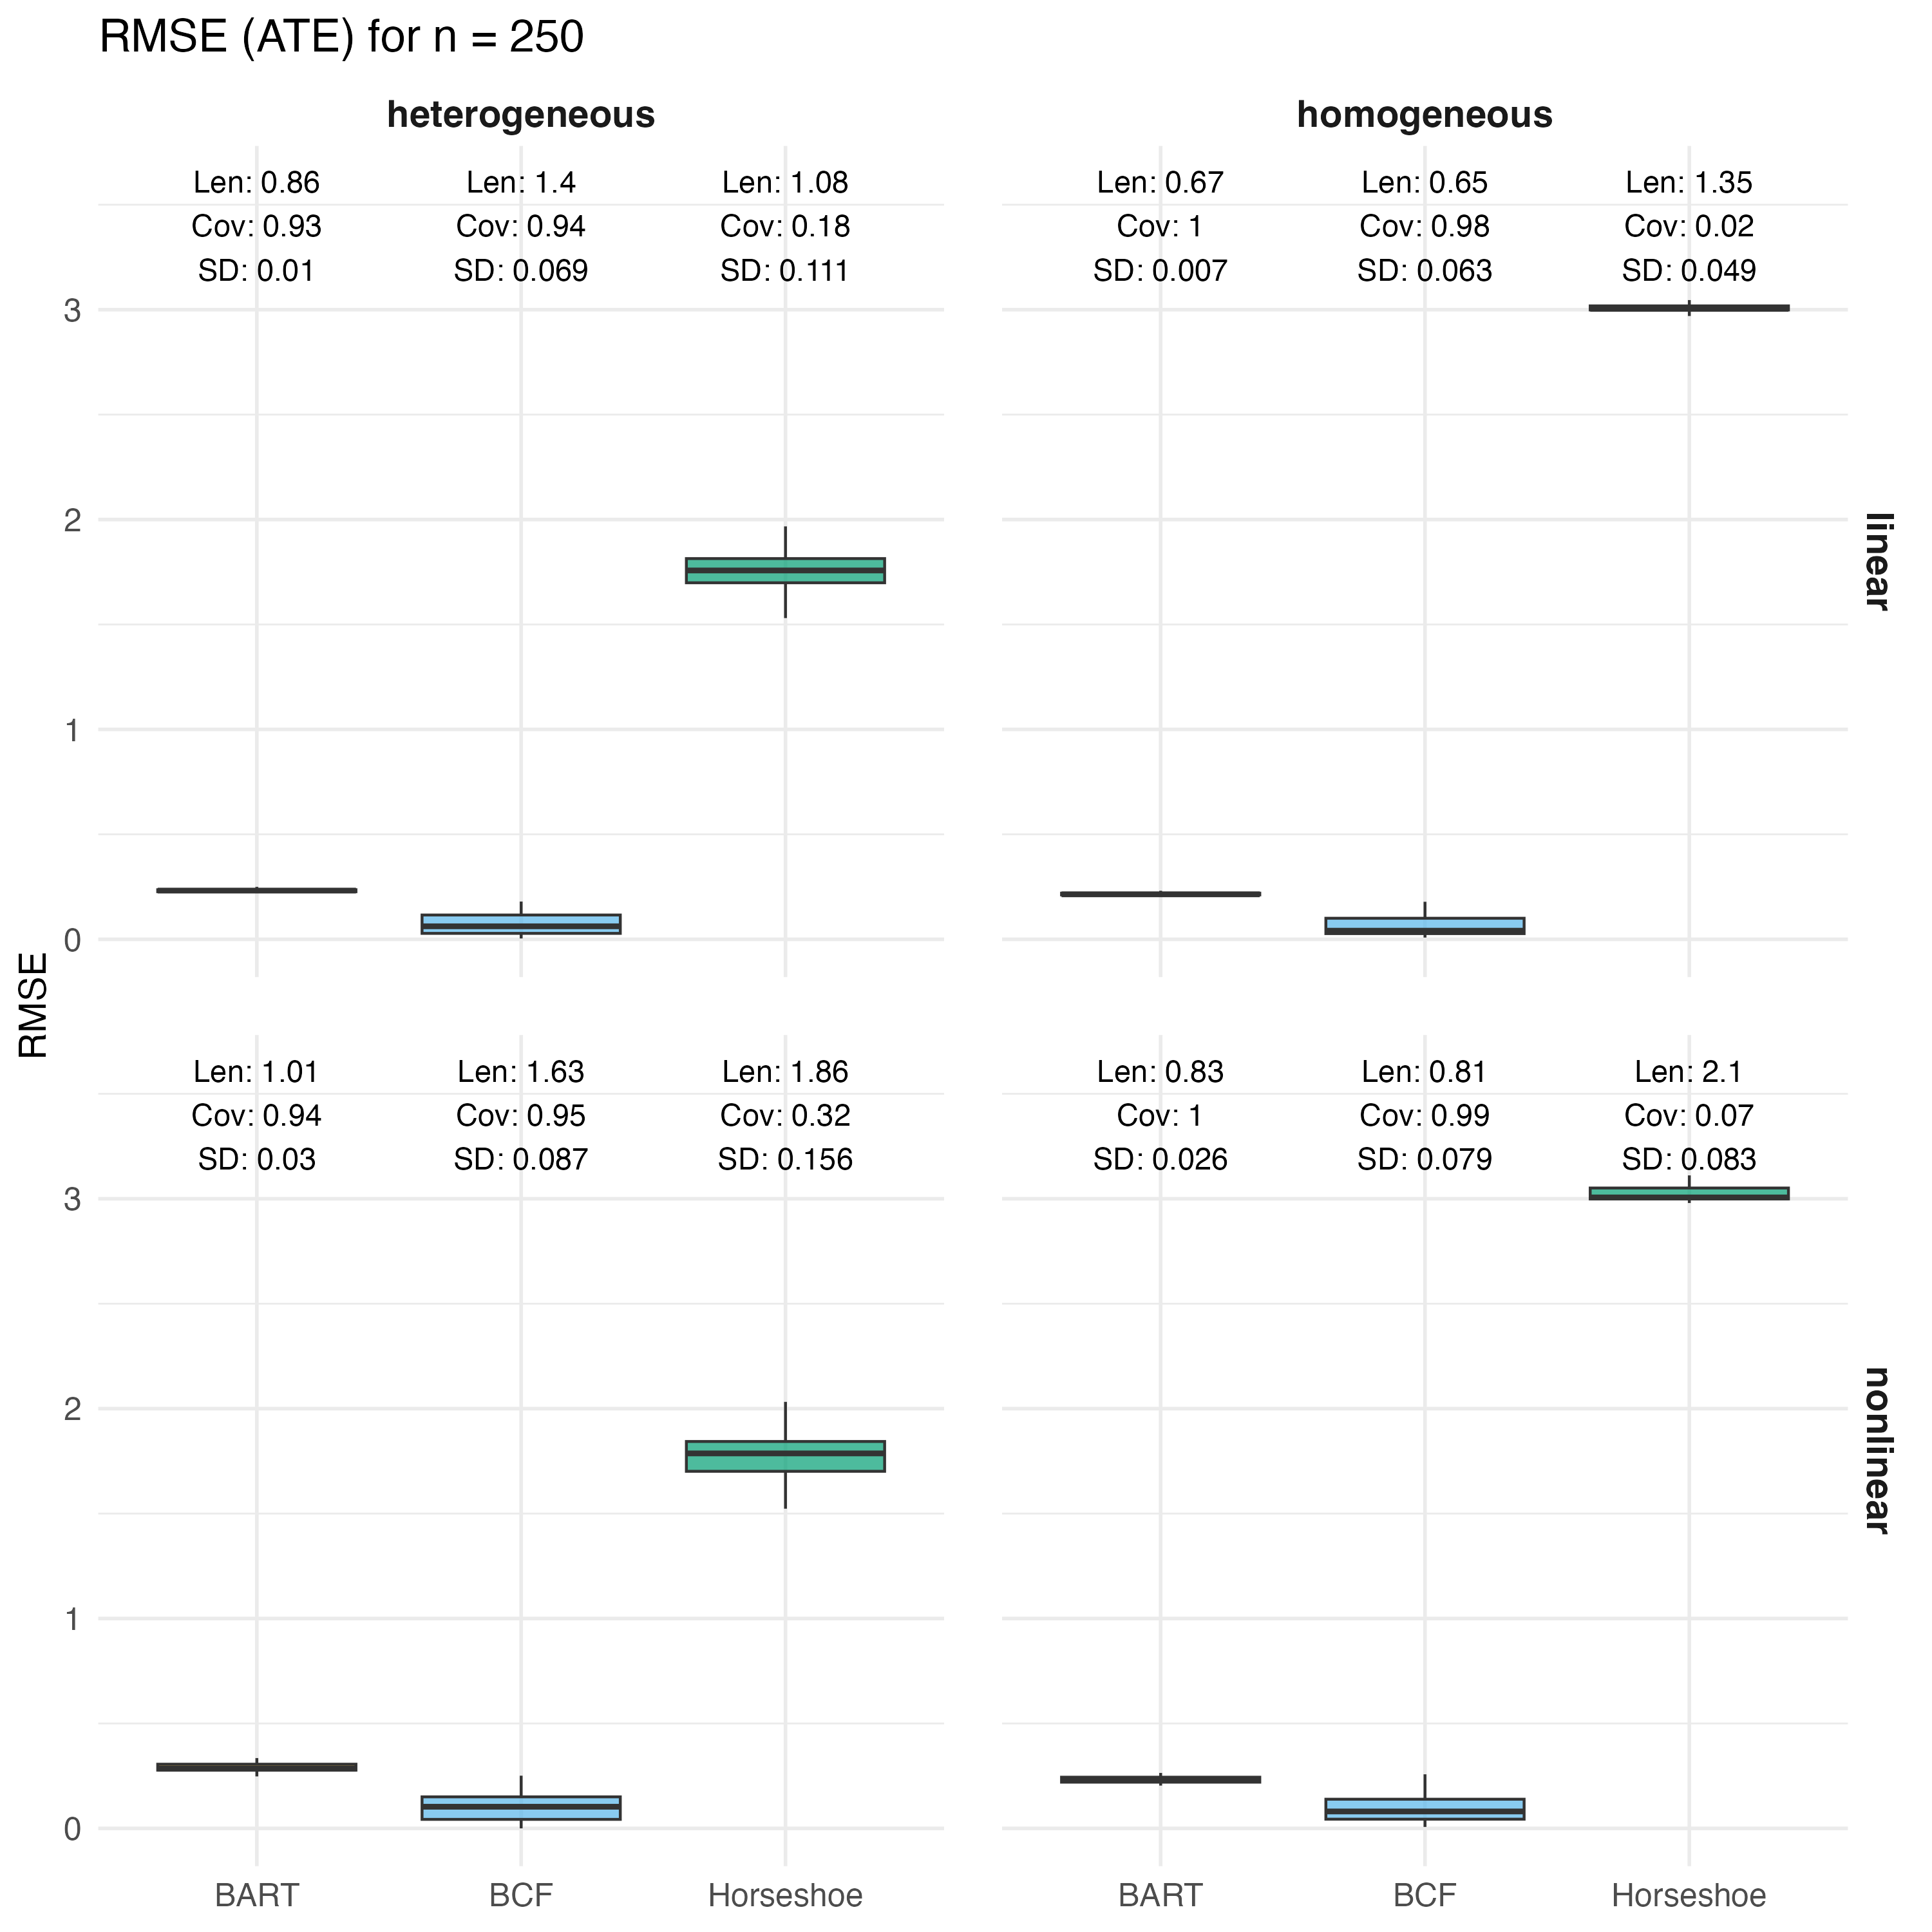 RMSE (ATE) for n = 250
heterogeneous
homogeneous
Len: 0.86 Len: 1.4 Len: 1.08
Cov: 0.93 Cov: 0.94 Cov: 0.18
SD: 0.01 SD: 0.069 SD: 0.111
Len: 0.67 Len: 0.65 Len: 1.35
Cov: 1 Cov: 0.98 Cov: 0.02
SD: 0.007 SD: 0.063 SD: 0.049
3
2
1
0
linear
RMSE
Len: 1.01 Len: 1.63 Len: 1.86
Cov: 0.94 Cov: 0.95 Cov: 0.32
SD: 0.03 SD: 0.087 SD: 0.156
Len: 0.83 Len: 0.81 Len: 2.1
Cov: 1 Cov: 0.99 Cov: 0.07
SD: 0.026 SD: 0.079 SD: 0.083
3
2
1
0
nonlinear
BART BCF Horseshoe
BART BCF Horseshoe